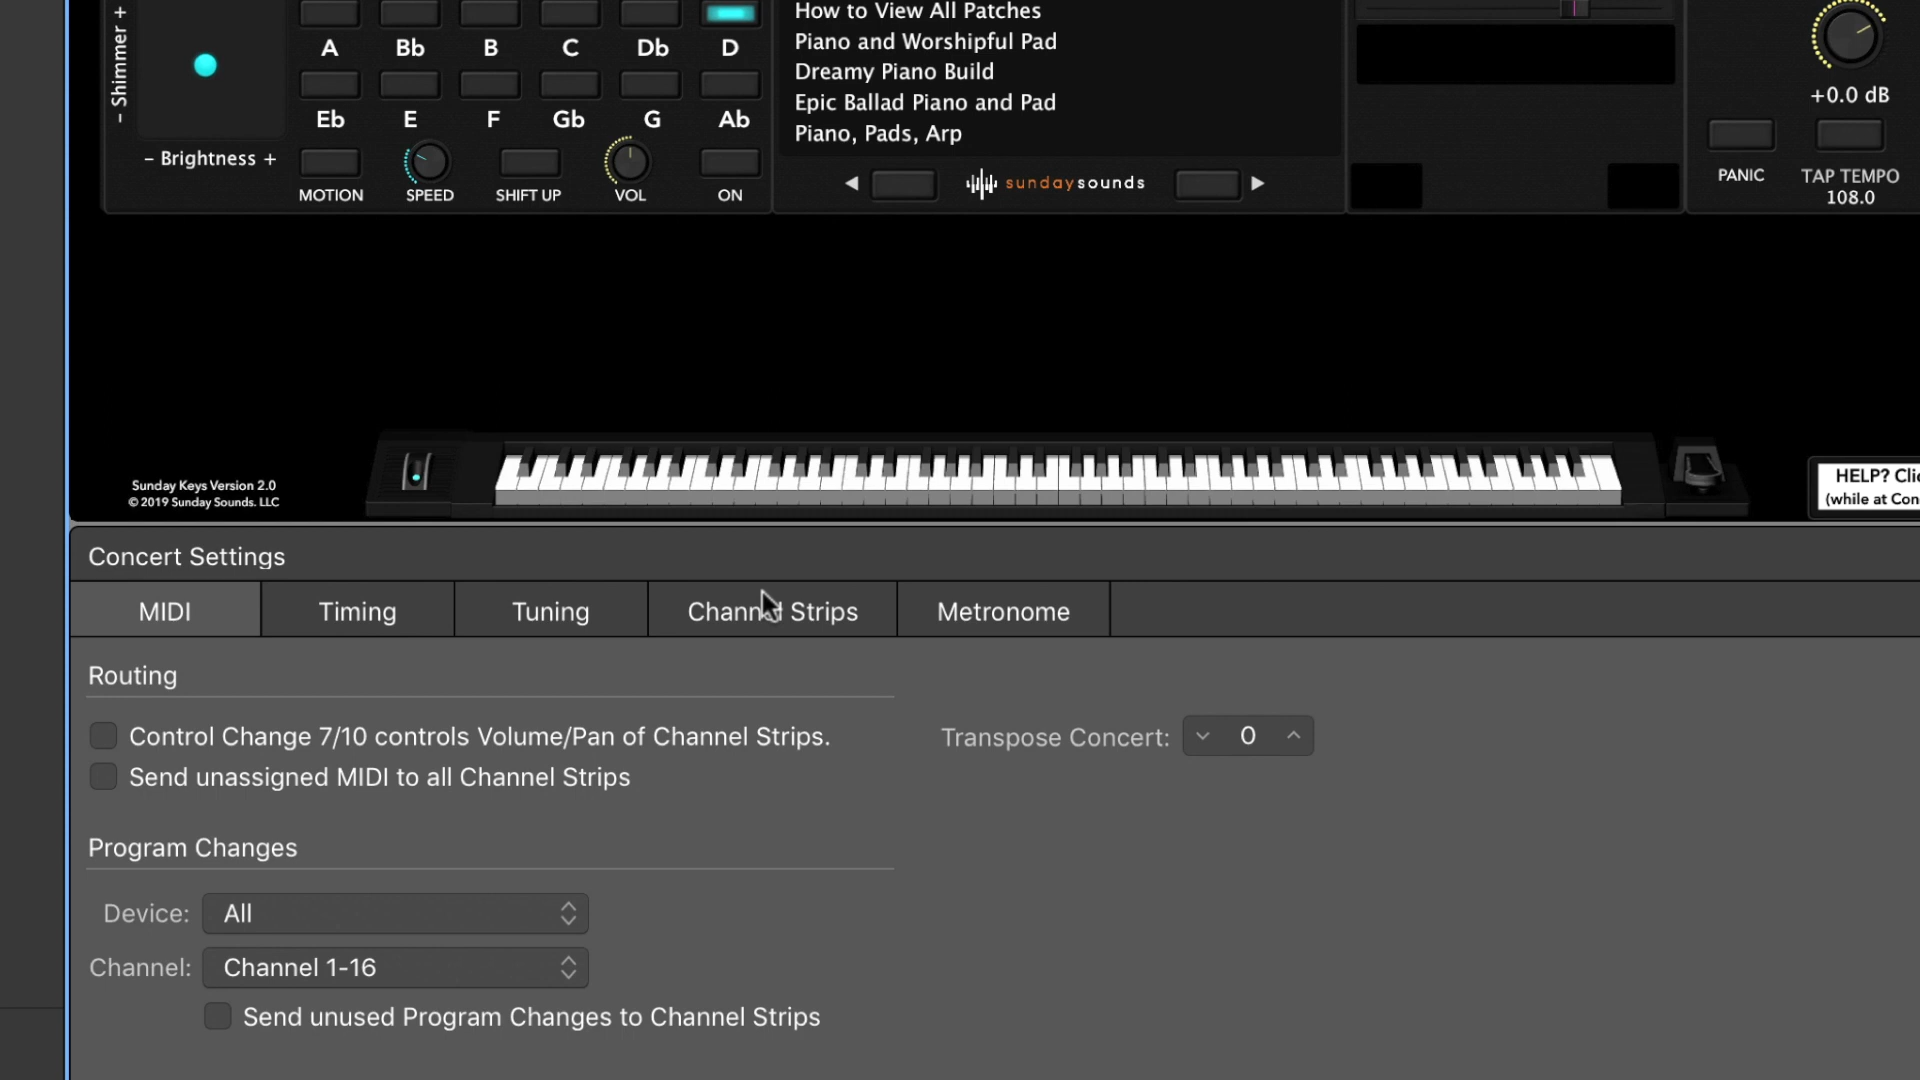 – Shimmer +
A Bb B C Db D
Eb E F Gb G Ab
– Brightness +
MOTION SPEED SHIFT UP VOL ON
How to View All Patches
Piano and Worshipful Pad
Dreamy Piano Build
Epic Ballad Piano and Pad
Piano, Pads, Arp
sundaysounds
+0.0 dB
PANIC
TAP TEMPO
108.0
Sunday Keys Version 2.0
© 2019 Sunday Sounds. LLC
HELP?
(while at
Concert Settings
MIDI Timing Tuning Channel Strips Metronome
Routing
Control Change 7/10 controls Volume/Pan of Channel Strips.
Transpose Concert: 0
Send unassigned MIDI to all Channel Strips
Program Changes
Device: All
Channel: Channel 1-16
Send unused Program Changes to Channel Strips